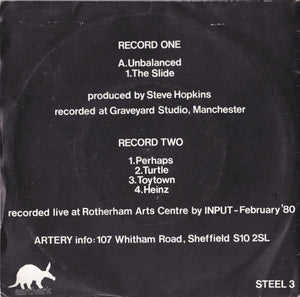 RECORD ONE
A.Unbalanced
1.The Slide
produced by Steve Hopkins
recorded at Graveyard Studio, Manchester
RECORD TWO
1.Perhaps
2.Turtle
3.Toytown
4.Heinz
recorded live at Rotherham Arts Centre by INPUT-February '80
ARTERY info: 107 Whitham Road, Sheffield S10 2SL
STEEL 3